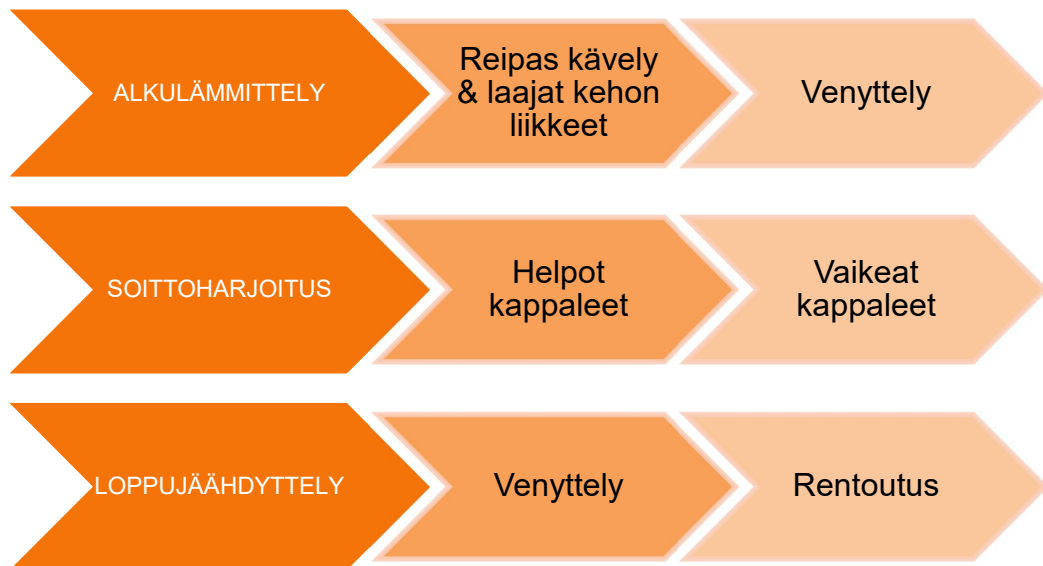 ALKULÄMMITTELY
Reipas kävely
& laajat kehon
liikkeet
Venyttely
SOITTOHARJOITUS
Helpot
kappaleet
Vaikeat
kappaleet
LOPPUJÄÄHDYTTELY
Venyttely
Rentoutus